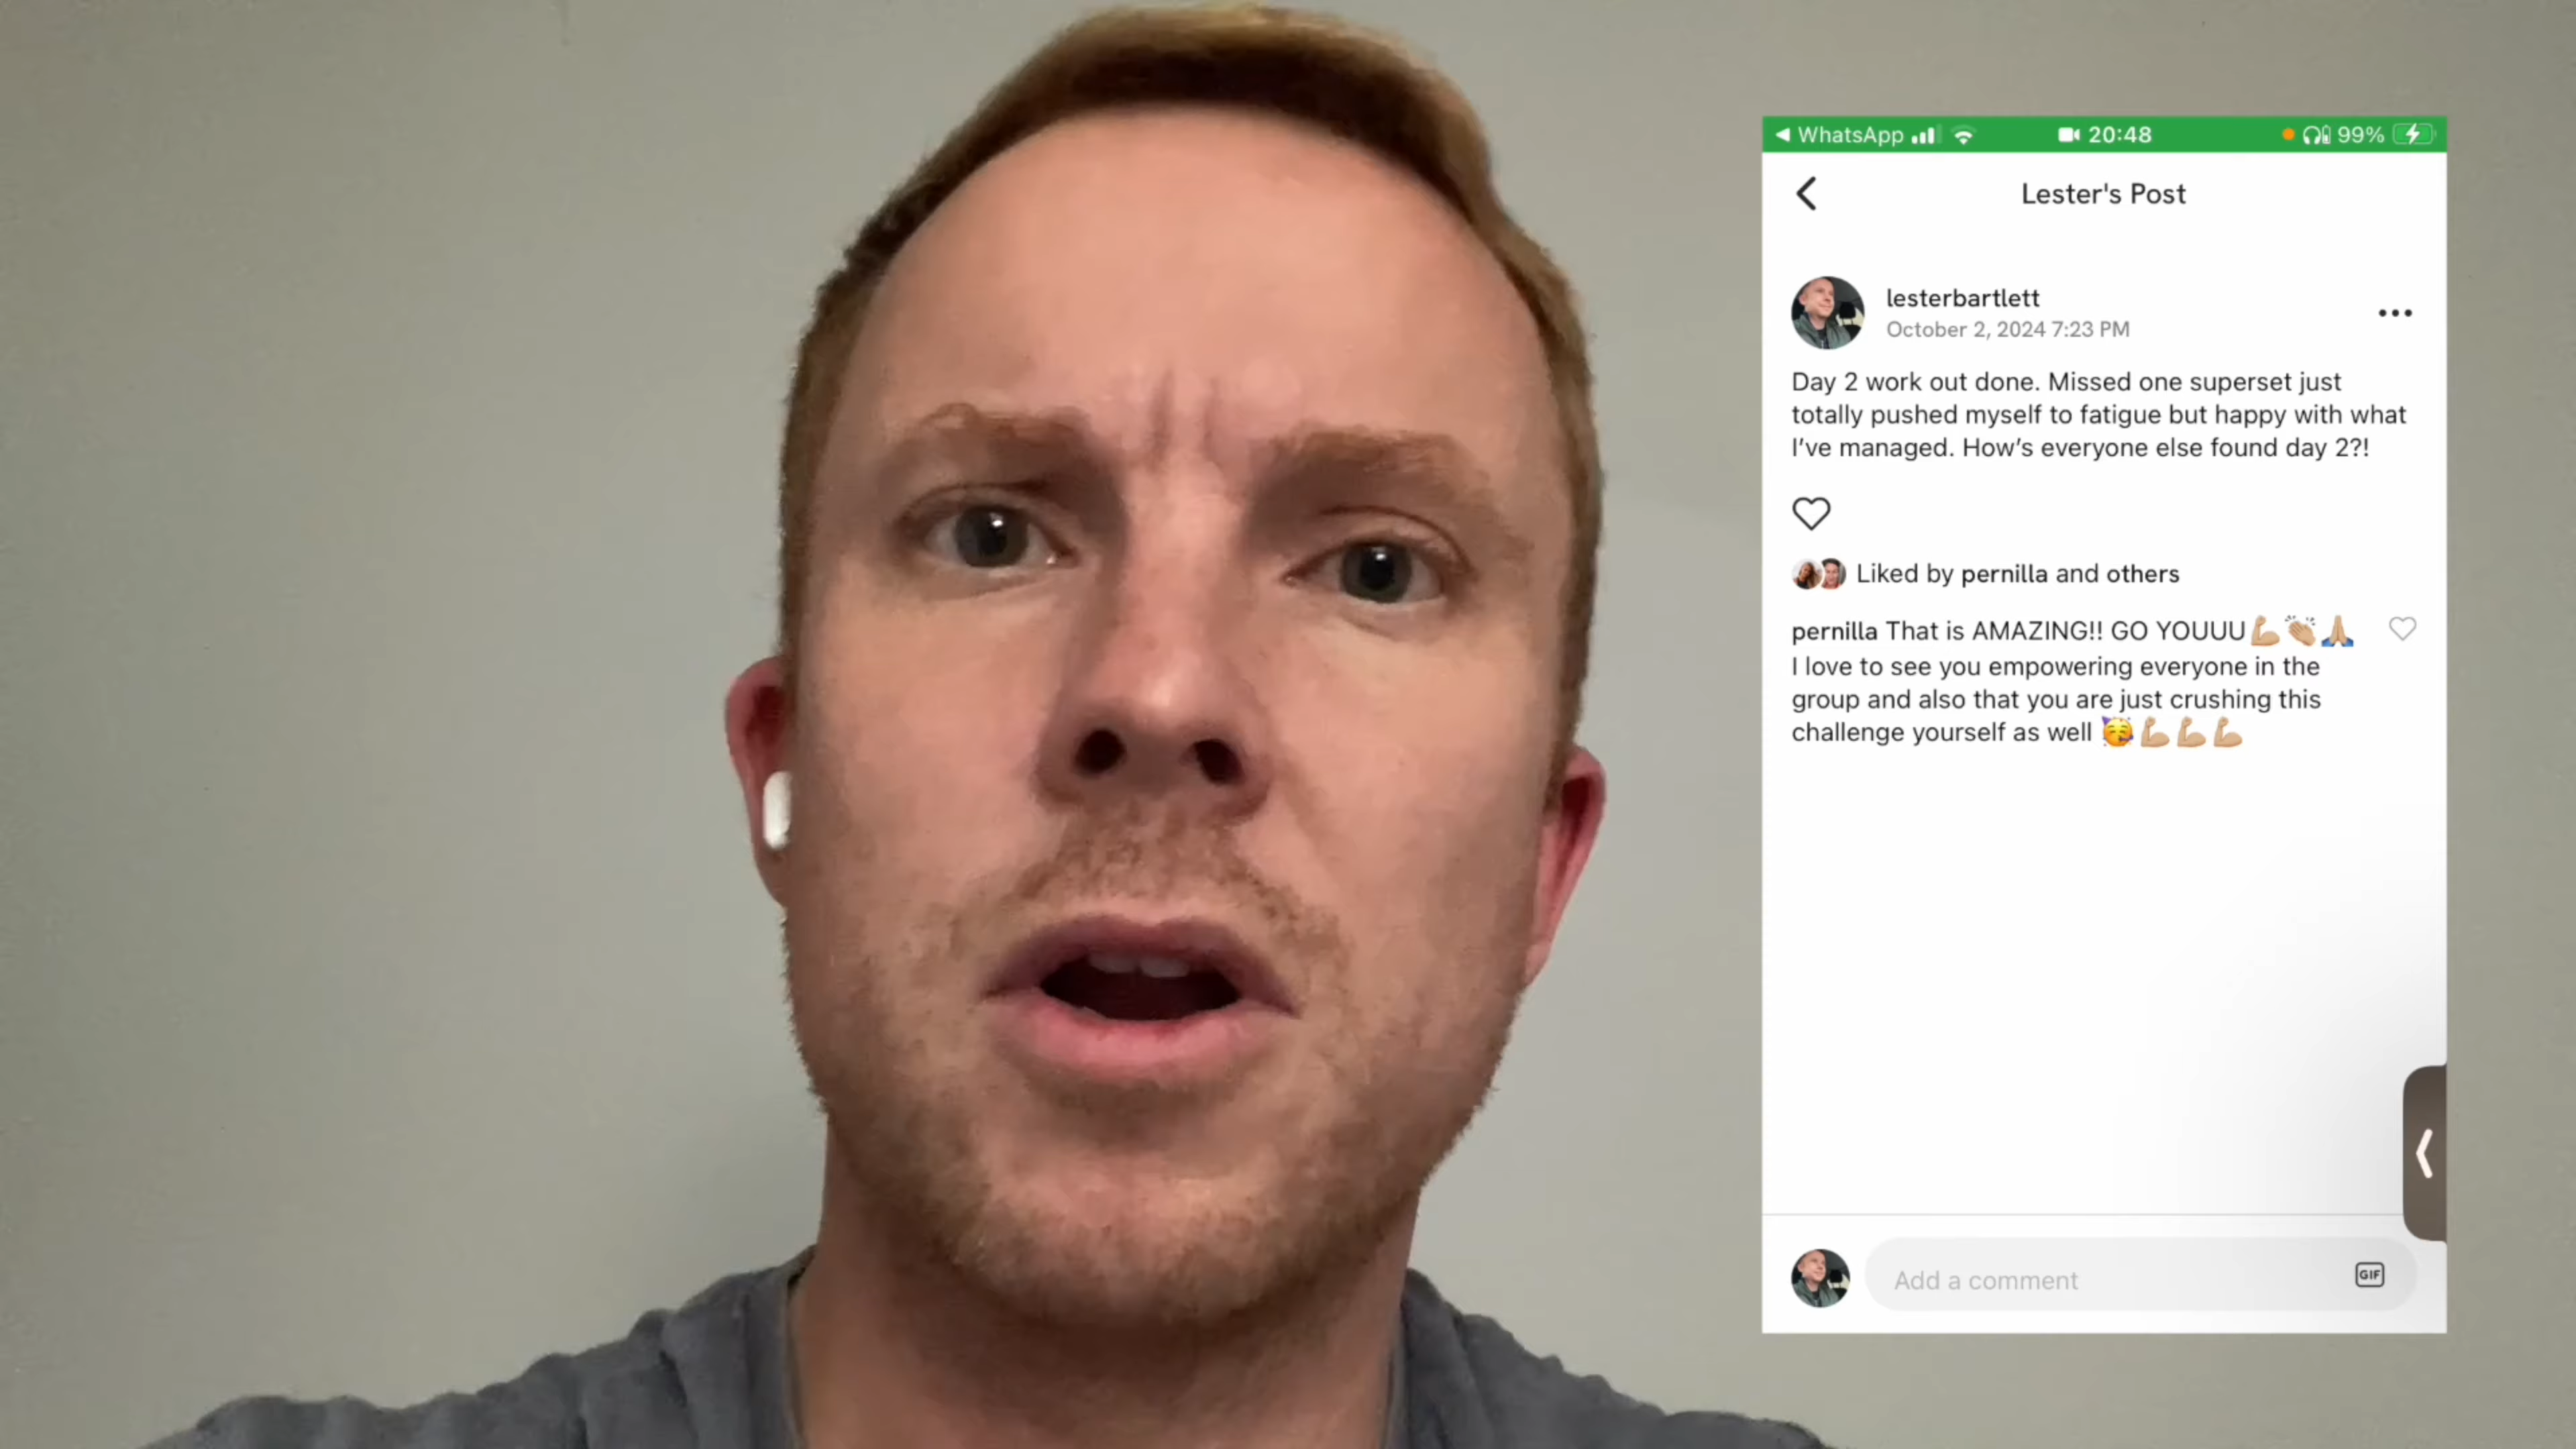 WhatsApp 20:48 99%
Lester's Post
lesterbartlett
October 2, 2024 7:23 PM
Day 2 work out done. Missed one superset just
totally pushed myself to fatigue but happy with what
I've managed. How's everyone else found day 2?!
Liked by pernilla and others
pernilla That is AMAZING!! GO YOUUU💪🏼👏🏼🙏🏼
I love to see you empowering everyone in the
group and also that you are just crushing this
challenge yourself as well 🥳💪🏼💪🏼💪🏼
Add a comment
GIF